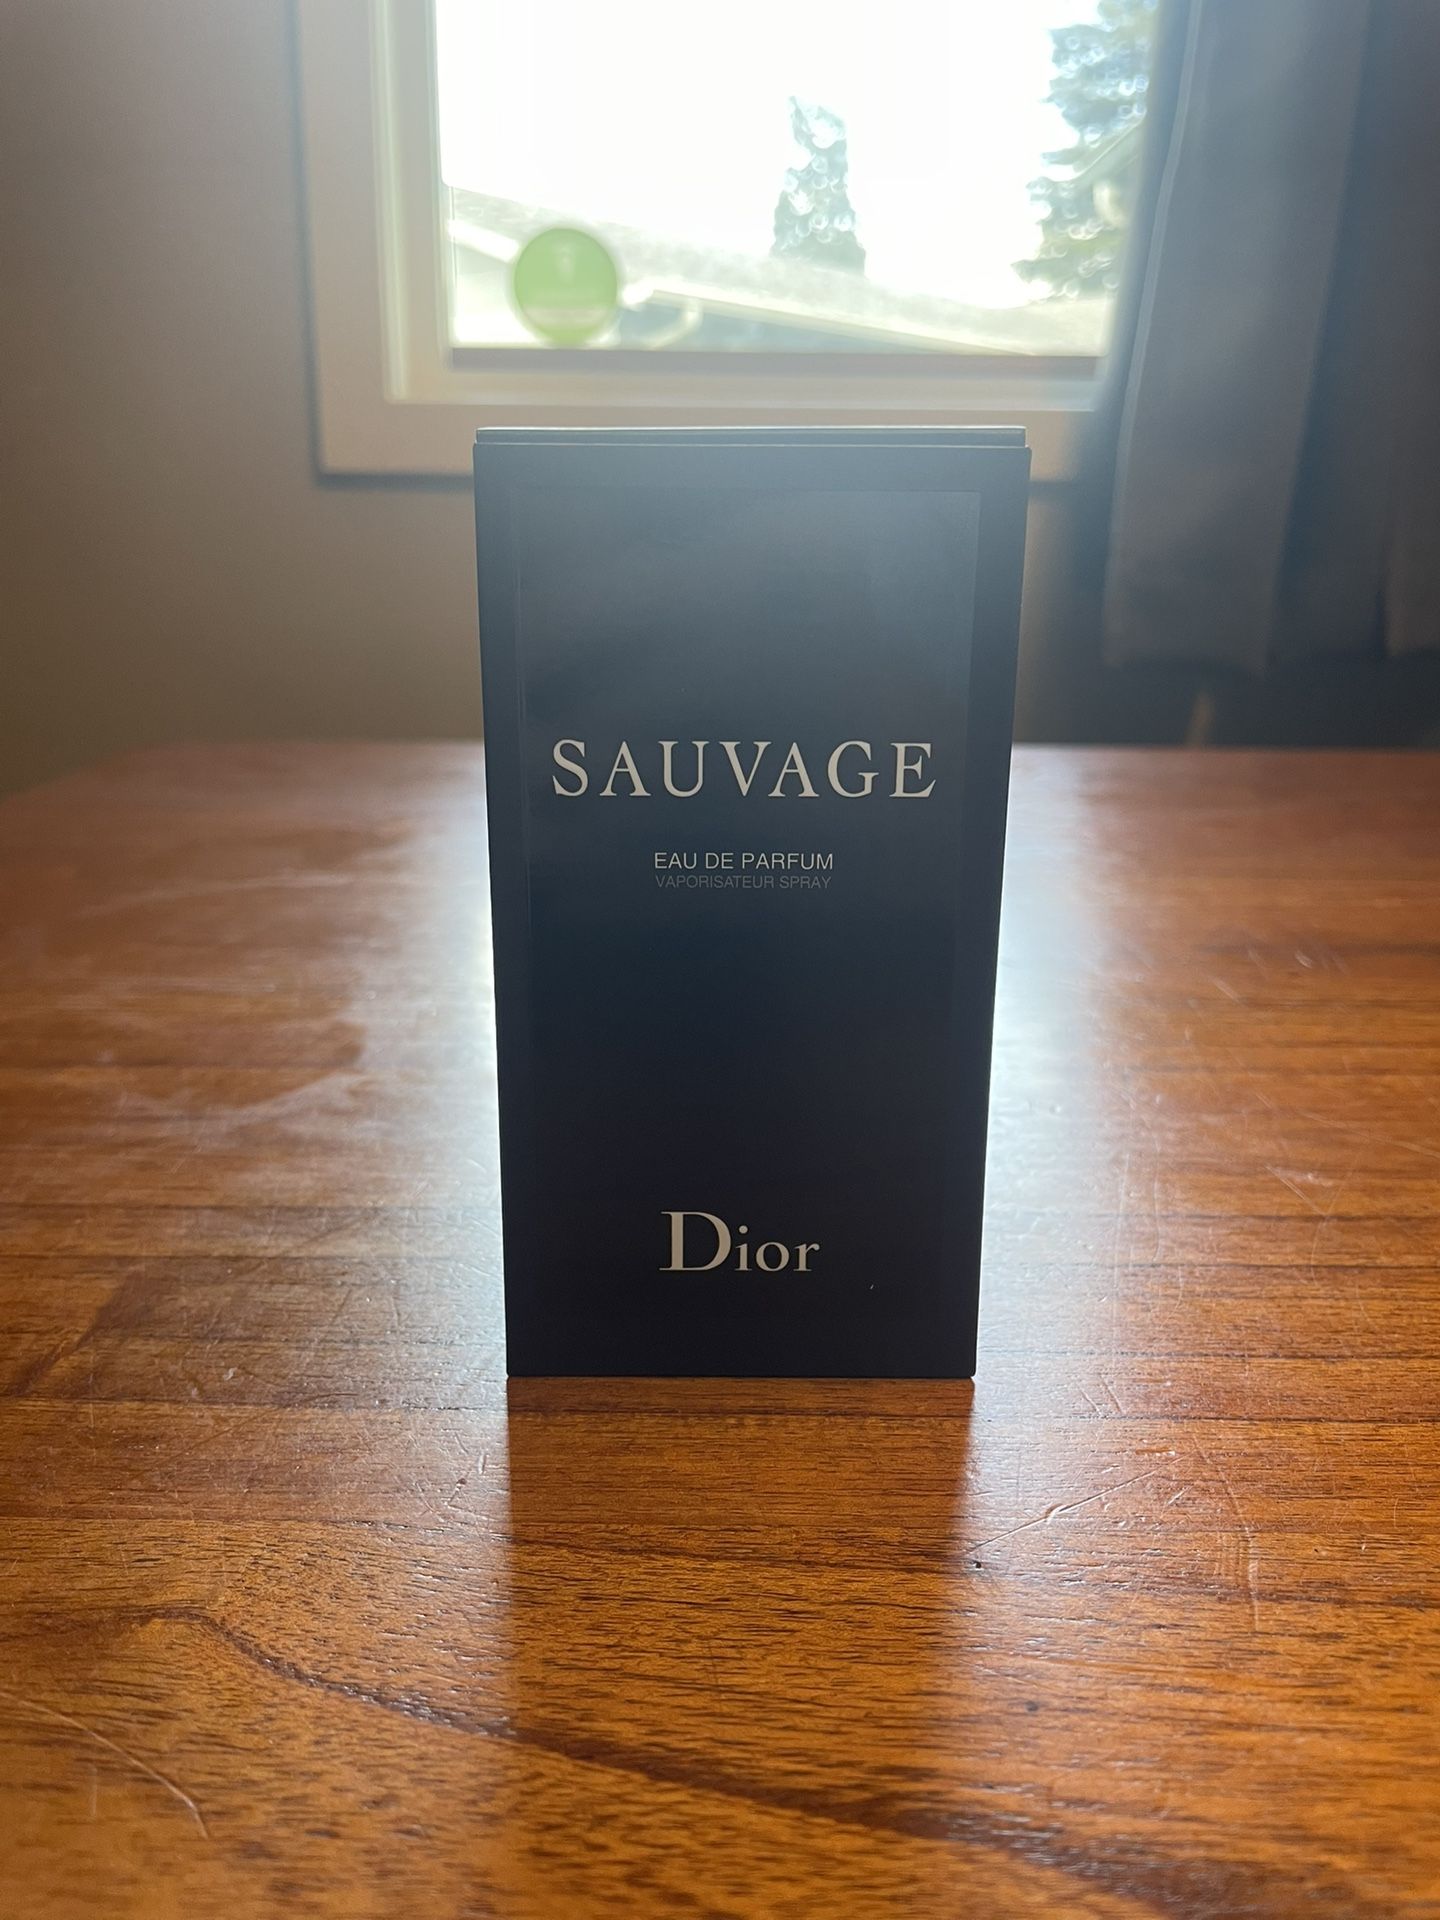 SAUVAGE
EAU DE PARFUM
VAPORISATEUR SPRAY
Dior